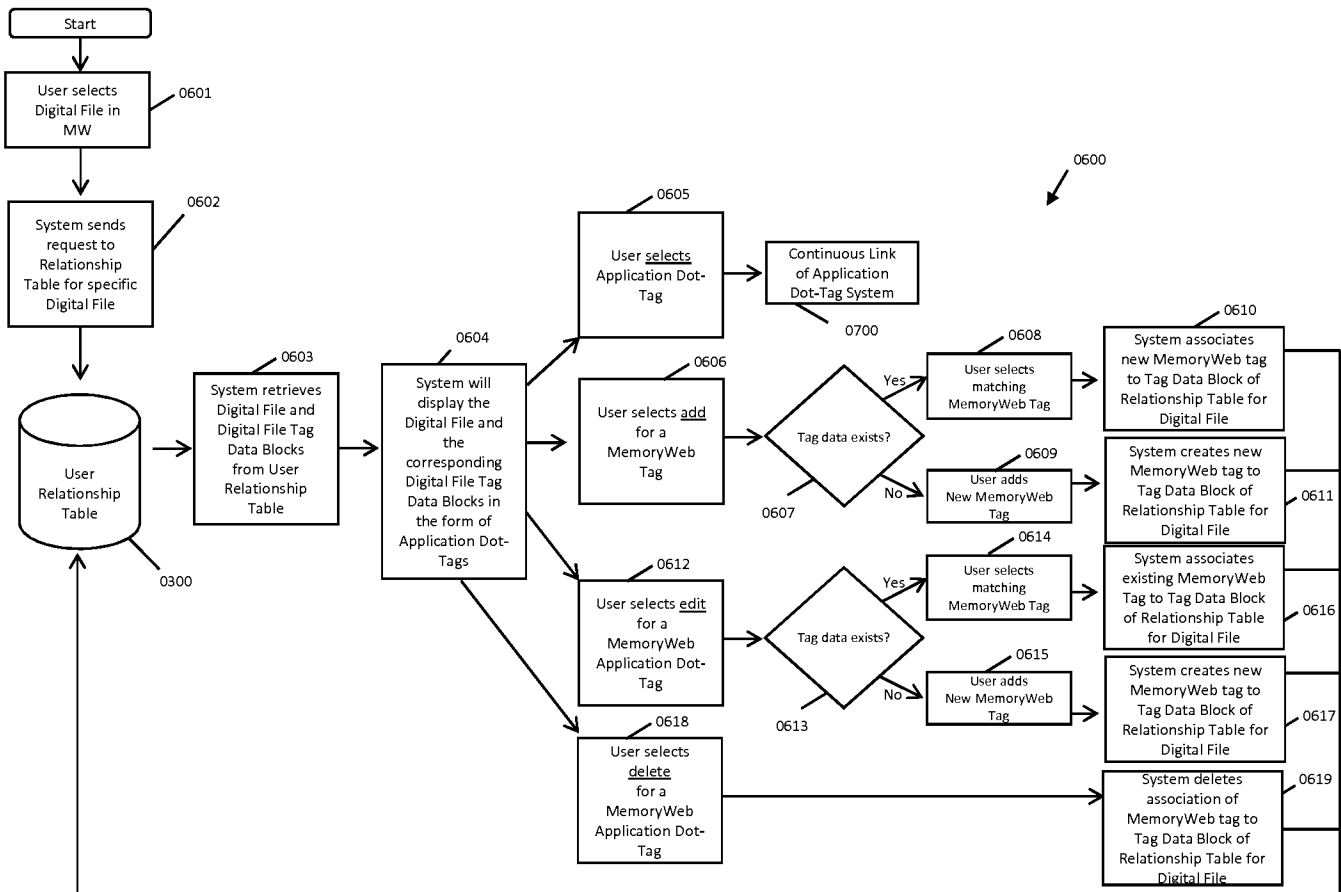 Start
User selects
Digital File in
MW
0601
System sends
request to
Relationship
Table for specific
Digital File
0602
User
Relationship
Table
0300
0603
System retrieves
Digital File and
Digital File Tag
Data Blocks
from User
Relationship
Table
0604
System will
display the
Digital File and
the
corresponding
Digital File Tag
Data Blocks in
the form of
Application Dot-
Tags
0600
0605
User selects
Application Dot-
Tag
Continuous Link
of Application
Dot-Tag System
0700
0606
User selects add
for a
MemoryWeb
Tag
Tag data exists?
0607
Yes
No
0608
User selects
matching
MemoryWeb Tag
0609
User adds
New MemoryWeb
Tag
0610
System associates
new MemoryWeb tag
to Tag Data Block of
Relationship Table for
Digital File
System creates new
MemoryWeb tag to
Tag Data Block of
Relationship Table for
Digital File
0611
0612
User selects edit
for a
MemoryWeb
Application Dot-
Tag
Tag data exists?
0613
Yes
No
0614
User selects
matching
MemoryWeb Tag
0615
User adds
New MemoryWeb
Tag
System associates
existing MemoryWeb
Tag to Tag Data Block
of Relationship Table
for Digital File
0616
System creates new
MemoryWeb tag to
Tag Data Block of
Relationship Table for
Digital File
0617
0618
User selects
delete
for a
MemoryWeb
Application Dot-
Tag
System deletes
association of
MemoryWeb tag to
Tag Data Block of
Relationship Table for
Digital File
0619